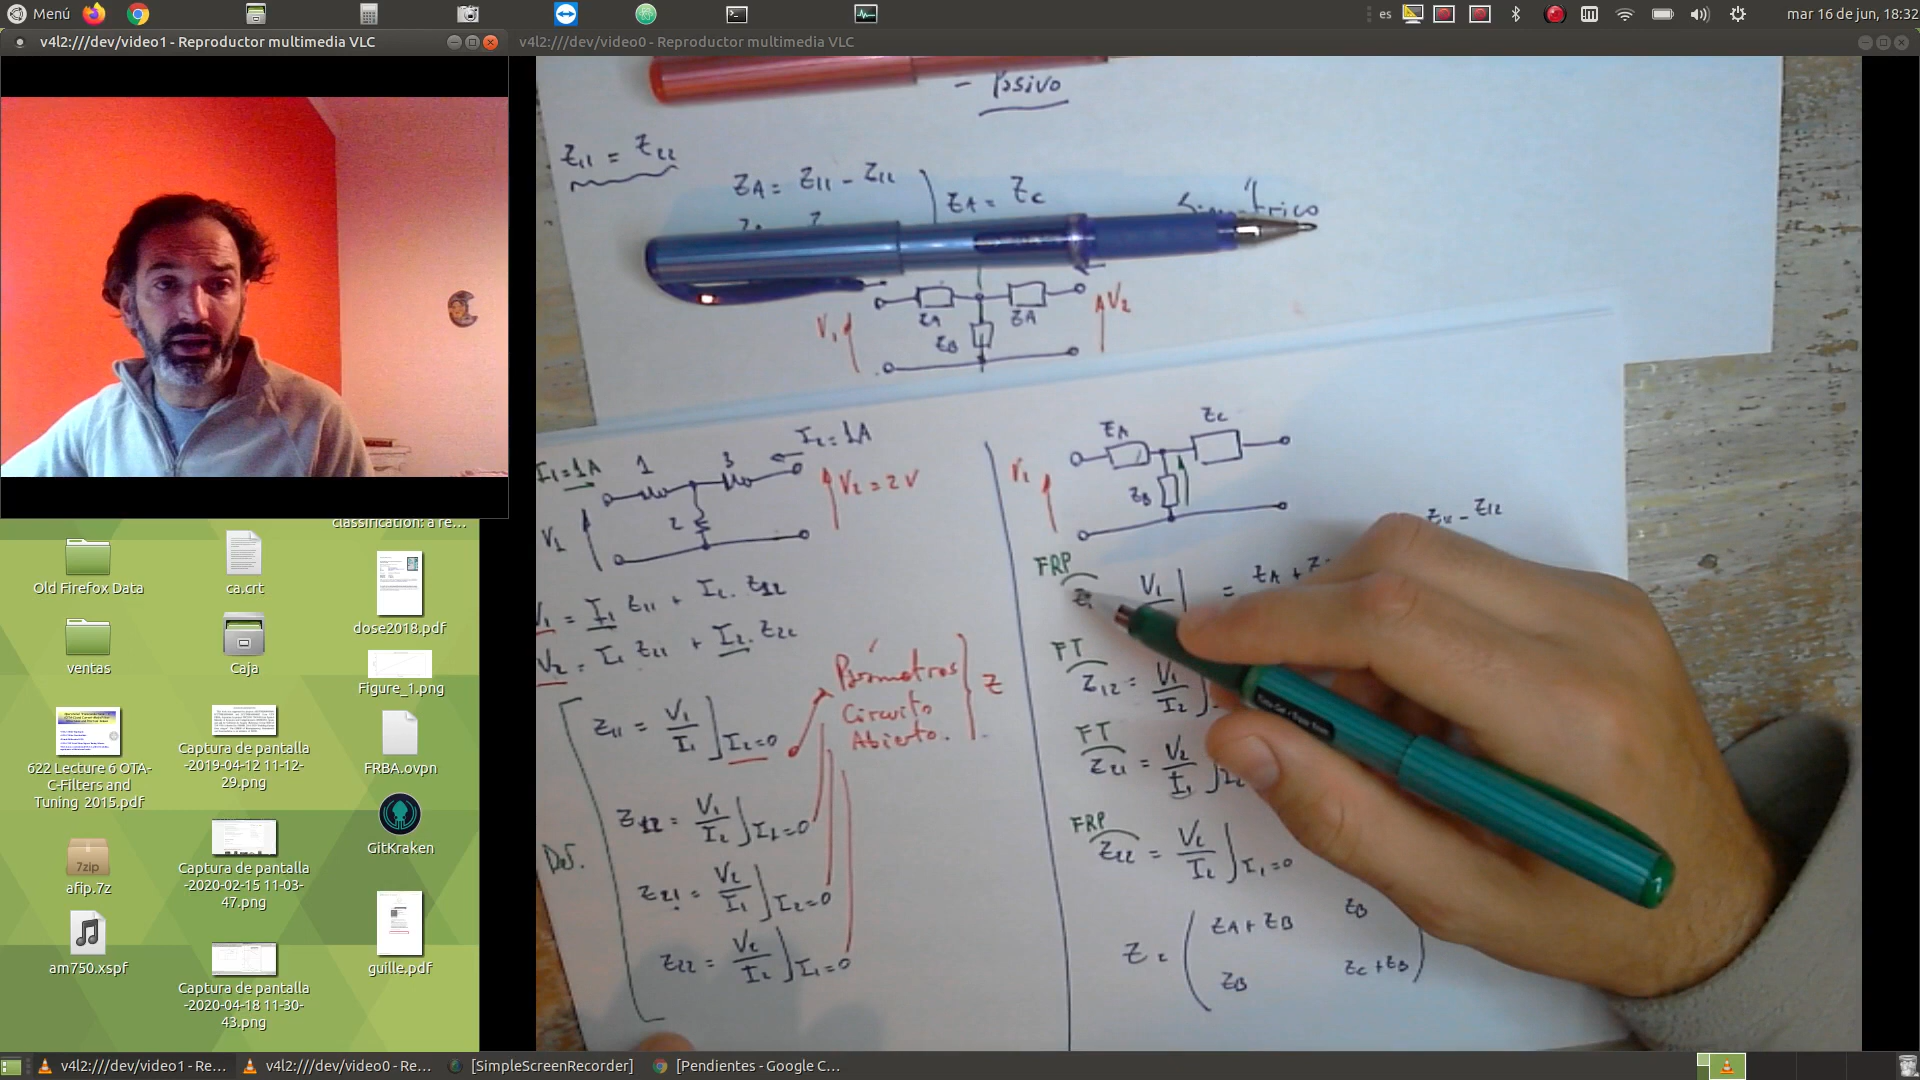 Menú
es
mar 16 de jun, 18:32
v4l2:///dev/video1 - Reproductor multimedia VLC
v4l2:///dev/video0 - Reproductor multimedia VLC
classification: a re...
Old Firefox Data
ca.crt
dose2018.pdf
ventas
Caja
Figure_1.png
622 Lecture 6 OTA-
C-Filters and
Tuning 2015.pdf
Captura de pantalla
-2019-04-12 11-12-
29.png
FRBA.ovpn
7zip
afip.7z
Captura de pantalla
-2020-02-15 11-03-
47.png
GitKraken
am750.xspf
Captura de pantalla
-2020-04-18 11-30-
43.png
guille.pdf
- Pasivo
Z11 = Z22
ZA = Z11 - Z12
ZA = ZC
V1
ZA
ZA
ZB
V2
I1=1A
1
3
I2=1A
2
V1
V2 = 2V
V1 = I1 Z11 + I2. Z12
V2 = I1 Z21 + I2. Z22
Def.
Z11 = V1/I1 ]I2=0
Z12 = V1/I2 ]I1=0
Z21 = V2/I1 ]I2=0
Z22 = V2/I2 ]I1=0
Parámetros
Circuito
Abierto.
Z
ZA
ZC
ZB
V1
Z11 - Z12
FRP
V1
= ZA +
FT
Z12 = V1/I2
FT
Z21 = V2/I1
FRP
Z22 = V2/I2 ]I1=0
Z = ( ZA + ZB ZB
ZB ZC + ZB )
v4l2:///dev/video1 - Re...
v4l2:///dev/video0 - Re...
[SimpleScreenRecorder]
[Pendientes - Google C...